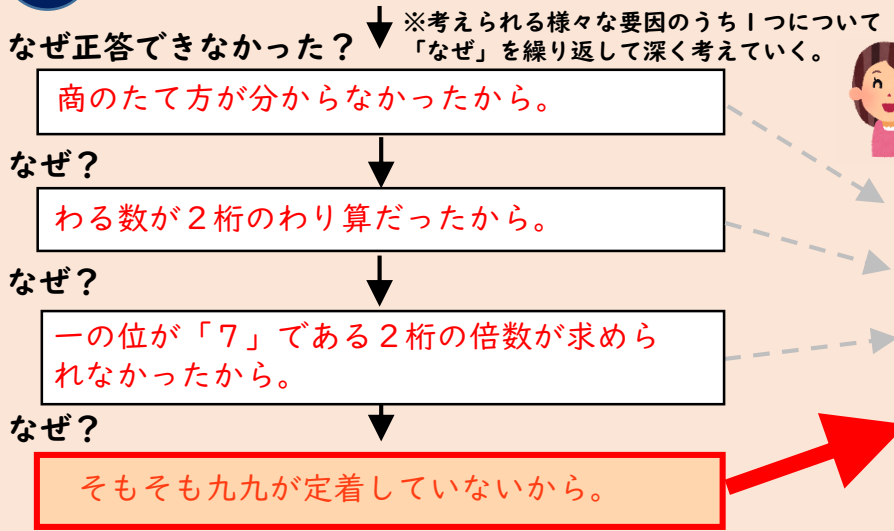 ※考えられる様々な要因のうち1つについて
なぜ正答できなかった？
「なぜ」を繰り返して深く考えていく。
商のたて方が分からなかったから。
なぜ？
わる数が２桁のわり算だったから。
なぜ？
一の位が「７」である２桁の倍数が求めら
れなかったから。
なぜ？
そもそも九九が定着していないから。